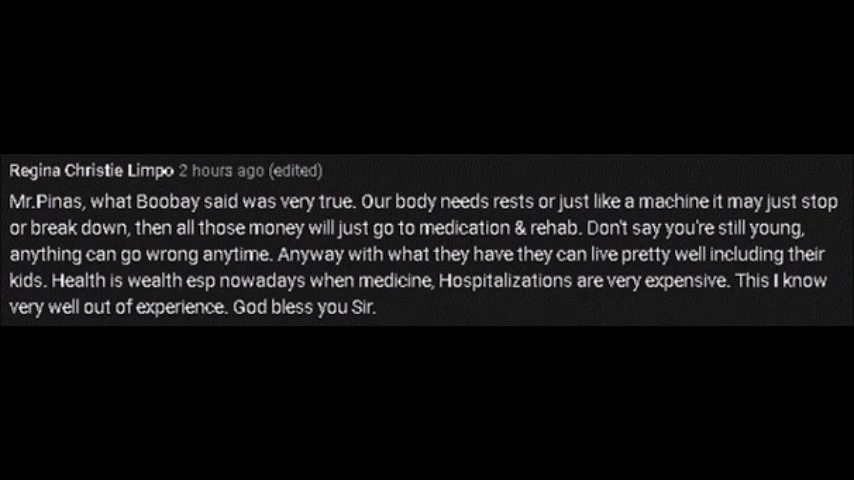 Regina Christie Limpo 2 hours ago (edited)
Mr.Pinas, what Boobay said was very true. Our body needs rests or just like a machine it may just stop
or break down, then all those money will just go to medication & rehab. Don't say you're still young,
anything can go wrong anytime. Anyway with what they have they can live pretty well including their
kids. Health is wealth esp nowadays when medicine, Hospitalizations are very expensive. This I know
very well out of experience. God bless you Sir.